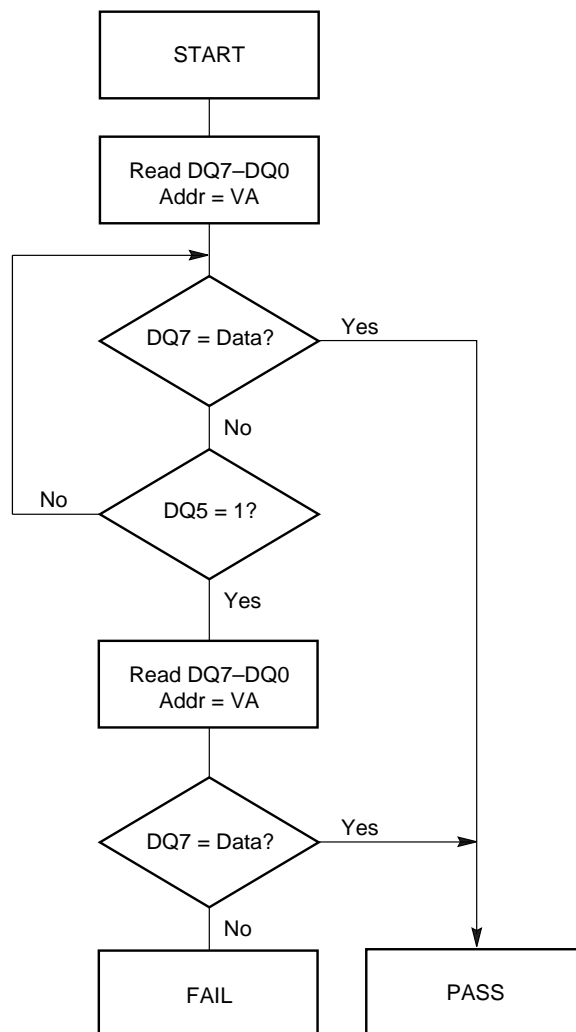 START
Read DQ7–DQ0
Addr = VA
DQ7 = Data?
Yes
No
No
DQ5 = 1?
Yes
Read DQ7–DQ0
Addr = VA
DQ7 = Data?
Yes
No
FAIL
PASS